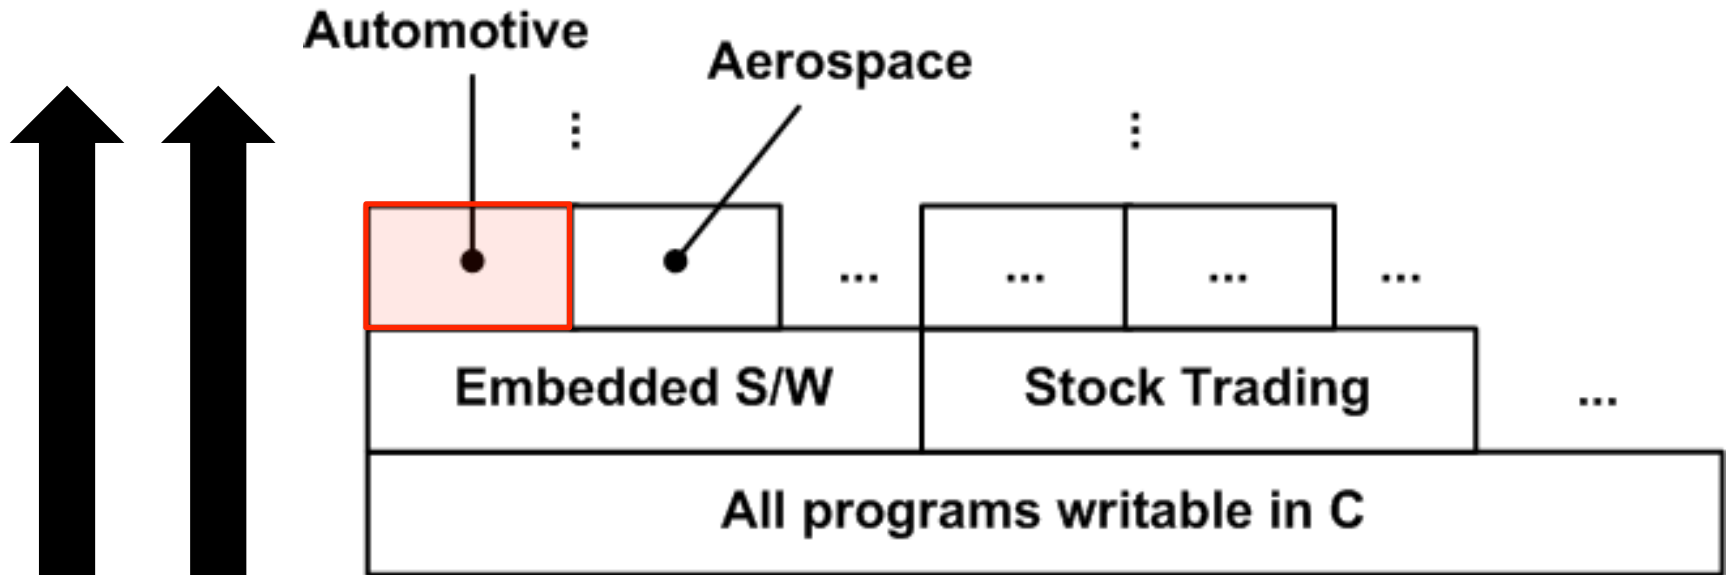 Automotive
Aerospace
⋮
⋮
...
...
...
...
Embedded S/W
Stock Trading
...
All programs writable in C